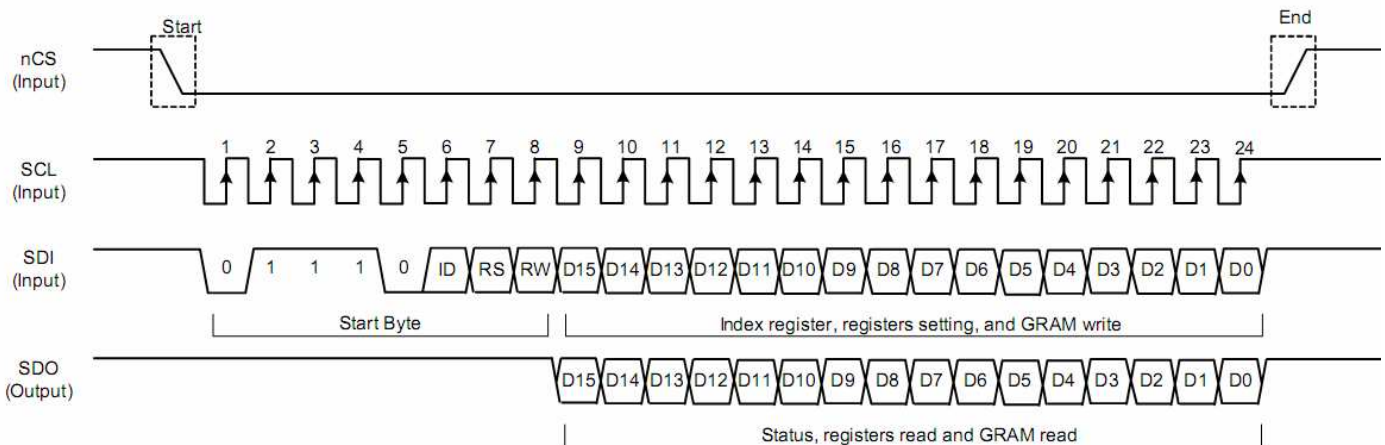 Start End
nCS
(Input)
1 2 3 4 5 6 7 8 9 10 11 12 13 14 15 16 17 18 19 20 21 22 23 24
SCL
(Input)
SDI
(Input)
0 1 1 1 0 ID RS RW D15 D14 D13 D12 D11 D10 D9 D8 D7 D6 D5 D4 D3 D2 D1 D0
Start Byte Index register, registers setting, and GRAM write
SDO
(Output)
D15 D14 D13 D12 D11 D10 D9 D8 D7 D6 D5 D4 D3 D2 D1 D0
Status, registers read and GRAM read